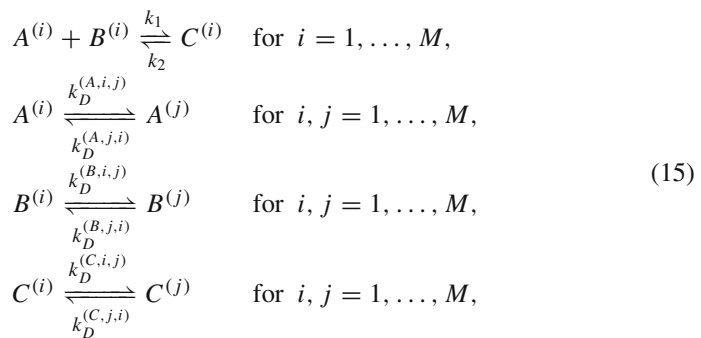 A^{(i)} + B^{(i)} \underset{k_2}{\overset{k_1}{\rightleftharpoons}} C^{(i)} for i = 1, . . . , M,
A^{(i)} \underset{k_D^{(A,j,i)}}{\overset{k_D^{(A,i,j)}}{\rightleftharpoons}} A^{(j)} for i, j = 1, . . . , M,
(15)
B^{(i)} \underset{k_D^{(B,j,i)}}{\overset{k_D^{(B,i,j)}}{\rightleftharpoons}} B^{(j)} for i, j = 1, . . . , M,
C^{(i)} \underset{k_D^{(C,j,i)}}{\overset{k_D^{(C,i,j)}}{\rightleftharpoons}} C^{(j)} for i, j = 1, . . . , M,